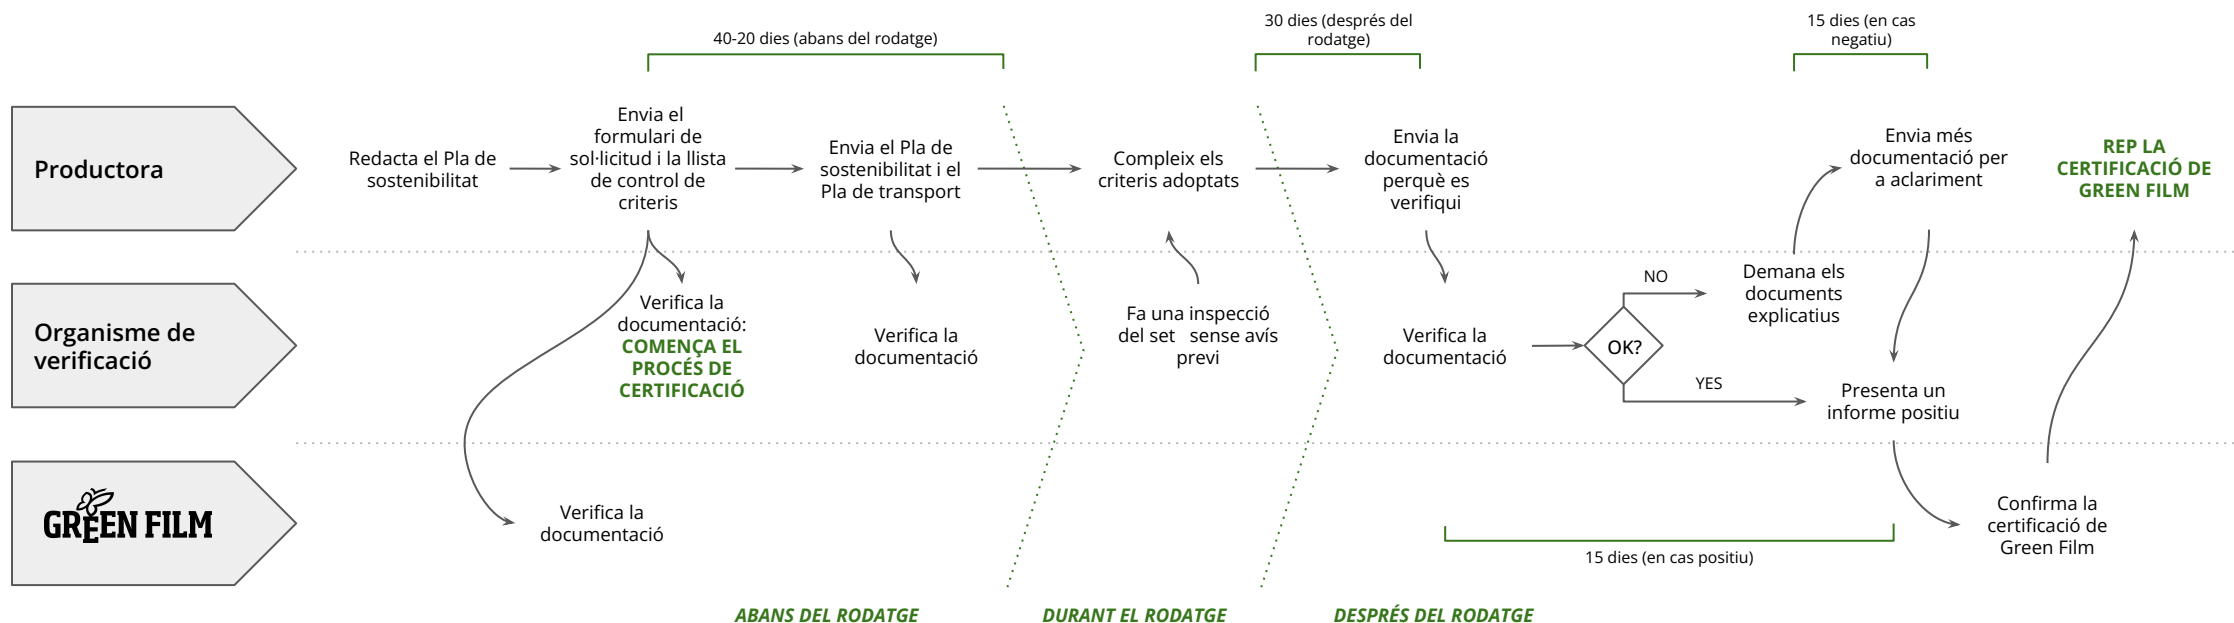 40-20 dies (abans del rodatge)
30 dies (després del
rodatge)
15 dies (en cas
negatiu)
Productora
Redacta el Pla de
sostenibilitat
Envia el
formulari de
sol·licitud i la llista
de control de
criteris
Envia el Pla de
sostenibilitat i el
Pla de transport
Compleix els
criteris adoptats
Envia la
documentació
perquè es
verifiqui
Envia més
documentació per
a aclariment
REP LA
CERTIFICACIÓ DE
GREEN FILM
Organisme de
verificació
Verifica la
documentació:
COMENÇA EL
PROCÉS DE
CERTIFICACIÓ
Verifica la
documentació
Fa una inspecció
del set sense avís
previ
Verifica la
documentació
OK?
NO
YES
Demana els
documents
explicatius
Presenta un
informe positiu
GREEN FILM
Verifica la
documentació
Confirma la
certificació de
Green Film
15 dies (en cas positiu)
ABANS DEL RODATGE
DURANT EL RODATGE
DESPRÉS DEL RODATGE